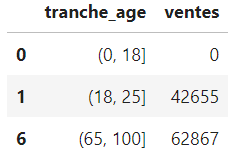 tranche_age ventes
0 (0, 18] 0
1 (18, 25] 42655
6 (65, 100] 62867